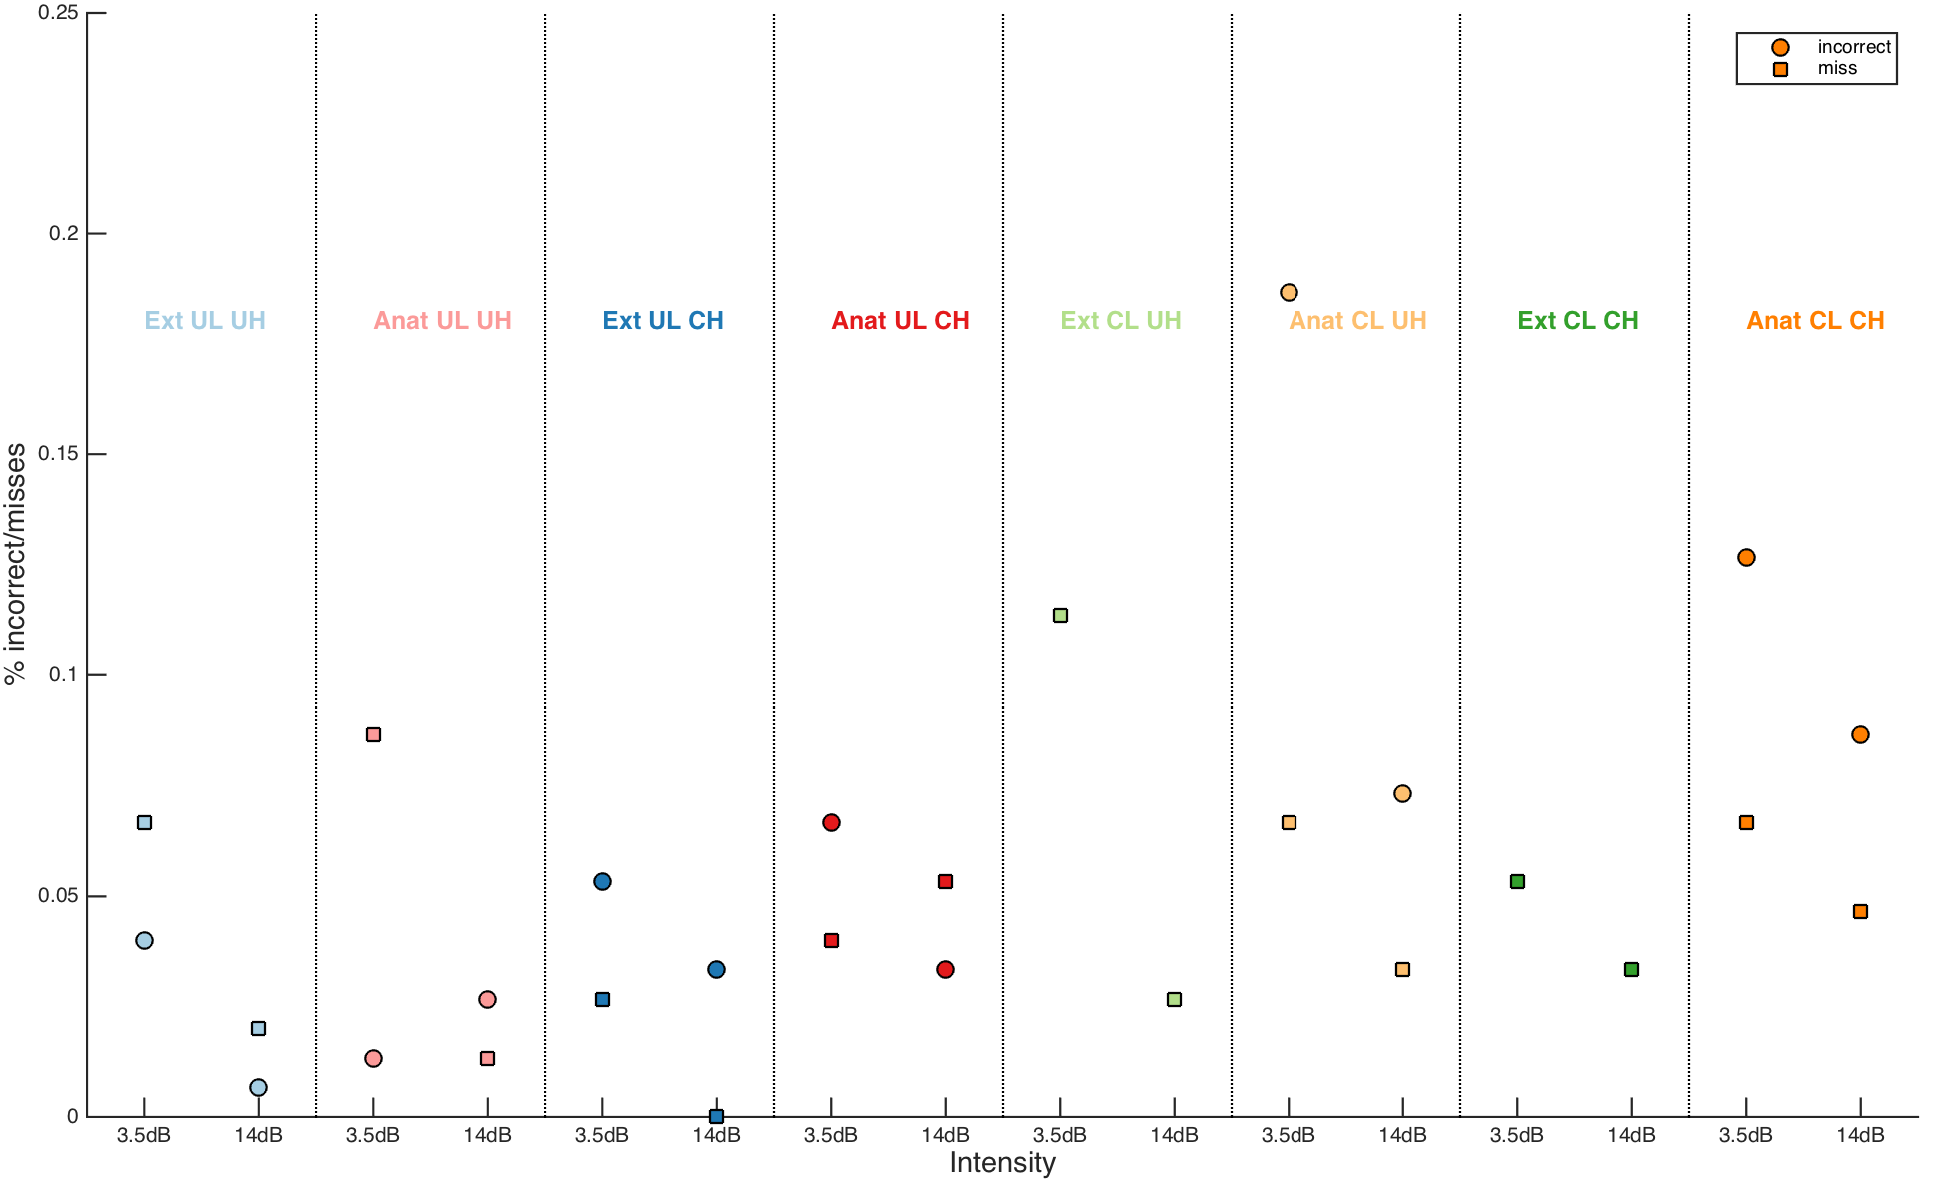 incorrect
miss
0.25
0.2
0.15
0.1
0.05
0
% incorrect/misses
Ext UL UH
Anat UL UH
Ext UL CH
Anat UL CH
Ext CL UH
Anat CL UH
Ext CL CH
Anat CL CH
3.5dB 14dB 3.5dB 14dB 3.5dB 14dB 3.5dB 14dB 3.5dB 14dB 3.5dB 14dB 3.5dB 14dB 3.5dB 14dB
Intensity